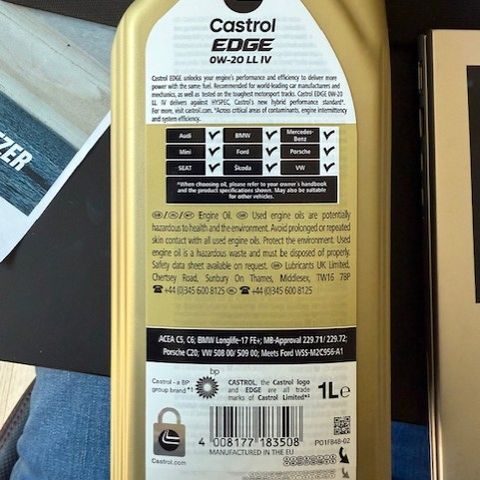 Castrol
EDGE
0W-20 LL IV
Castrol EDGE unlocks your engine's performance and efficiency to deliver more
power with the same fuel. Recommended for world-leading car manufacturers and
mechanics, as well as tested on the toughest motorsport tracks. Castrol EDGE 0W-20
LL IV delivers against HYSPEC, Castrol's new hybrid performance standard*.
For more, visit castrol.com. *Across critical areas of contaminants, engine intermittency
and system efficiency.
Audi BMW Mercedes-
Benz
Mini Ford Porsche
SEAT Škoda VW
*When choosing oil, please refer to your owner's handbook
and the product specifications shown. May also be suitable
for other vehicles.
Engine Oil. Used engine oils are potentially
hazardous to health and the environment. Avoid prolonged or repeated
skin contact with all used engine oils. Protect the environment. Used
engine oil is a hazardous waste and must be disposed of properly.
Safety data sheet available on request. Lubricants UK Limited,
Chertsey Road, Sunbury On Thames, Middlesex, TW16 7BP
+44 (0)345 600 8125 +44 (0)345 600 8125
ACEA C5, C6; BMW Longlife-17 FE+; MB-Approval 229.71/ 229.72;
Porsche C20; VW 508 00/ 509 00; Meets Ford WSS-M2C956-A1
bp
Castrol - a BP
group brand *1
CASTROL, the Castrol logo
and EDGE are all trade
marks of Castrol Limited*2
1L e
4 008177 183508
P01FB48-02
Castrol.com
MANUFACTURED IN THE EU
EZER